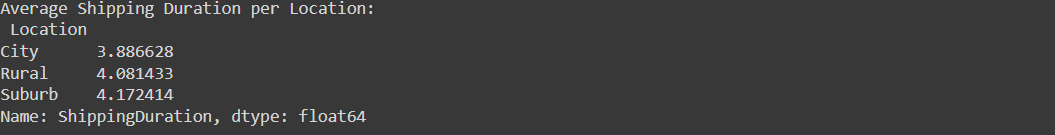 Average Shipping Duration per Location:
 Location
City      3.886628
Rural     4.081433
Suburb    4.172414
Name: ShippingDuration, dtype: float64